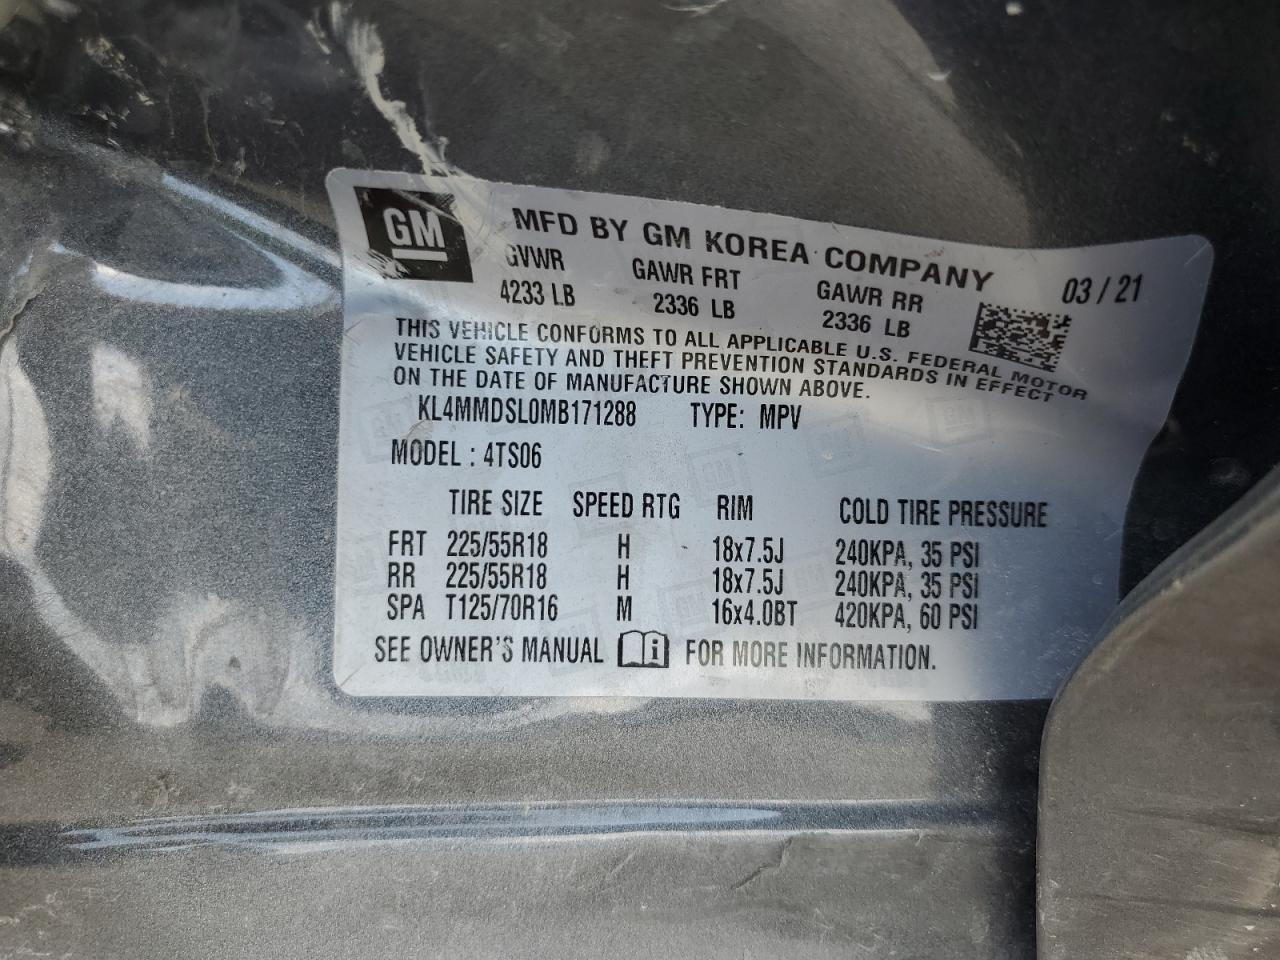 GM
MFD BY GM KOREA COMPANY
03 / 21
GVWR GAWR FRT GAWR RR
4233 LB 2336 LB 2336 LB
THIS VEHICLE CONFORMS TO ALL APPLICABLE U.S. FEDERAL MOTOR
VEHICLE SAFETY AND THEFT PREVENTION STANDARDS IN EFFECT
ON THE DATE OF MANUFACTURE SHOWN ABOVE.
KL4MMDSL0MB171288 TYPE: MPV
MODEL : 4TS06
TIRE SIZE SPEED RTG RIM COLD TIRE PRESSURE
FRT 225/55R18 H 18x7.5J 240KPA, 35 PSI
RR 225/55R18 H 18x7.5J 240KPA, 35 PSI
SPA T125/70R16 M 16x4.0BT 420KPA, 60 PSI
SEE OWNER'S MANUAL i FOR MORE INFORMATION.